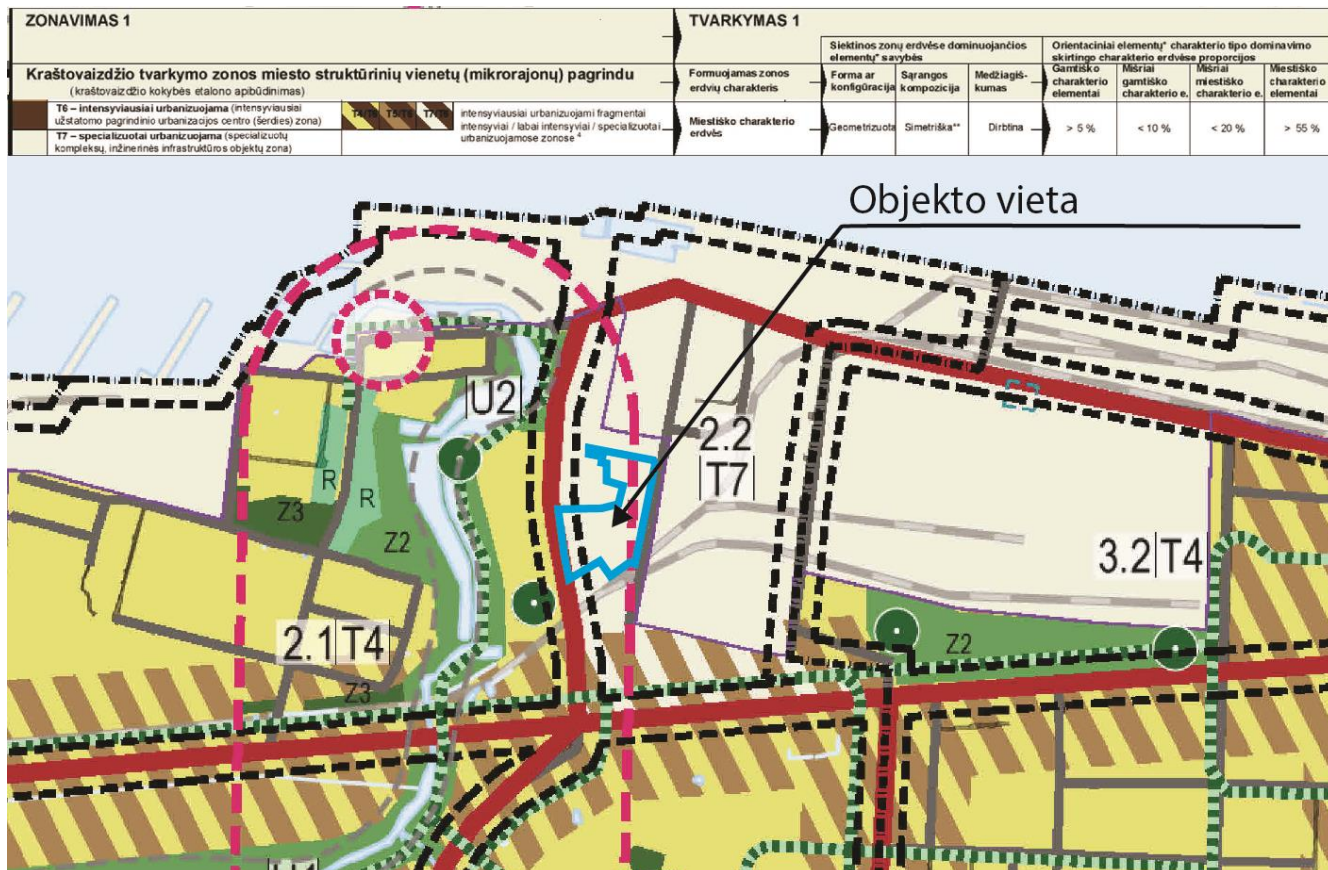 ZONAVIMAS 1
TVARKYMAS 1
Kraštovaizdžio tvarkymo zonos miesto struktūrinių vienetų (mikrorajonų) pagrindu
(kraštovaizdžio kokybės etalono apibūdinimas)
Formuojamas zonos
erdvių charakteris
Siektinos zonų erdvėse dominuojančios
elementų* savybės
Forma ar
konfigūracija
Sąrangos
kompozicija
Medžiagiš-
kumas
Orientaciniai elementų* charakterio tipo dominavimo
skirtingo charakterio erdvėse proporcijos
Gamtiško
charakterio
elementai
Mišriai
gamtiško
charakterio e.
Mišriai
miestiško
charakterio e.
Miestiško
charakterio
elementai
T6 – intensyviausiai urbanizuojama (intensyviausiai
užstatomo pagrindinio urbanizacijos centro (šerdies) zona)
T7 – specializuotai urbanizuojama (specializuotų
kompleksų, inžinerinės infrastruktūros objektų zona)
T4/T6
T5/T6
T7/T6
intensyviausiai urbanizuojami fragmentai
intensyviai / labai intensyviai / specializuotai
urbanizuojamose zonose 4
Miestiško charakterio
erdvės
Geometrizuota
Simetriška**
Dirbtina
> 5 %
< 10 %
< 20 %
> 55 %
Objekto vieta
U2
2.2
T7
R
R
Z3
Z2
3.2|T4
2.1|T4
Z2
Z3